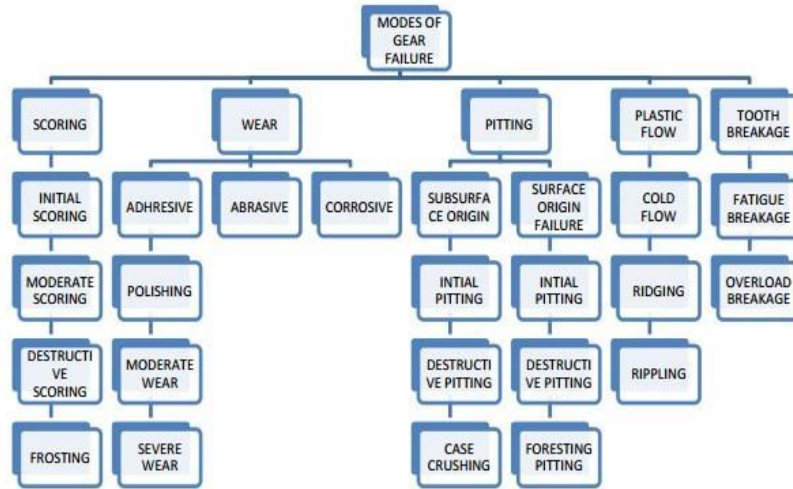 MODES OF
GEAR
FAILURE
SCORING
WEAR
PITTING
PLASTIC
FLOW
TOOTH
BREAKAGE
INITIAL
SCORING
ADHRESIVE
ABRASIVE
CORROSIVE
SUBSURFA
CE ORIGIN
SURFACE
ORIGIN
FAILURE
COLD
FLOW
FATIGUE
BREAKAGE
MODERATE
SCORING
POLISHING
INTIAL
PITTING
INTIAL
PITTING
RIDGING
OVERLOAD
BREAKAGE
DESTRUCTI
VE
SCORING
MODERATE
WEAR
DESTRUCTI
VE PITTING
DESTRUCTI
VE PITTING
RIPPLING
FROSTING
SEVERE
WEAR
CASE
CRUSHING
FORESTING
PITTING